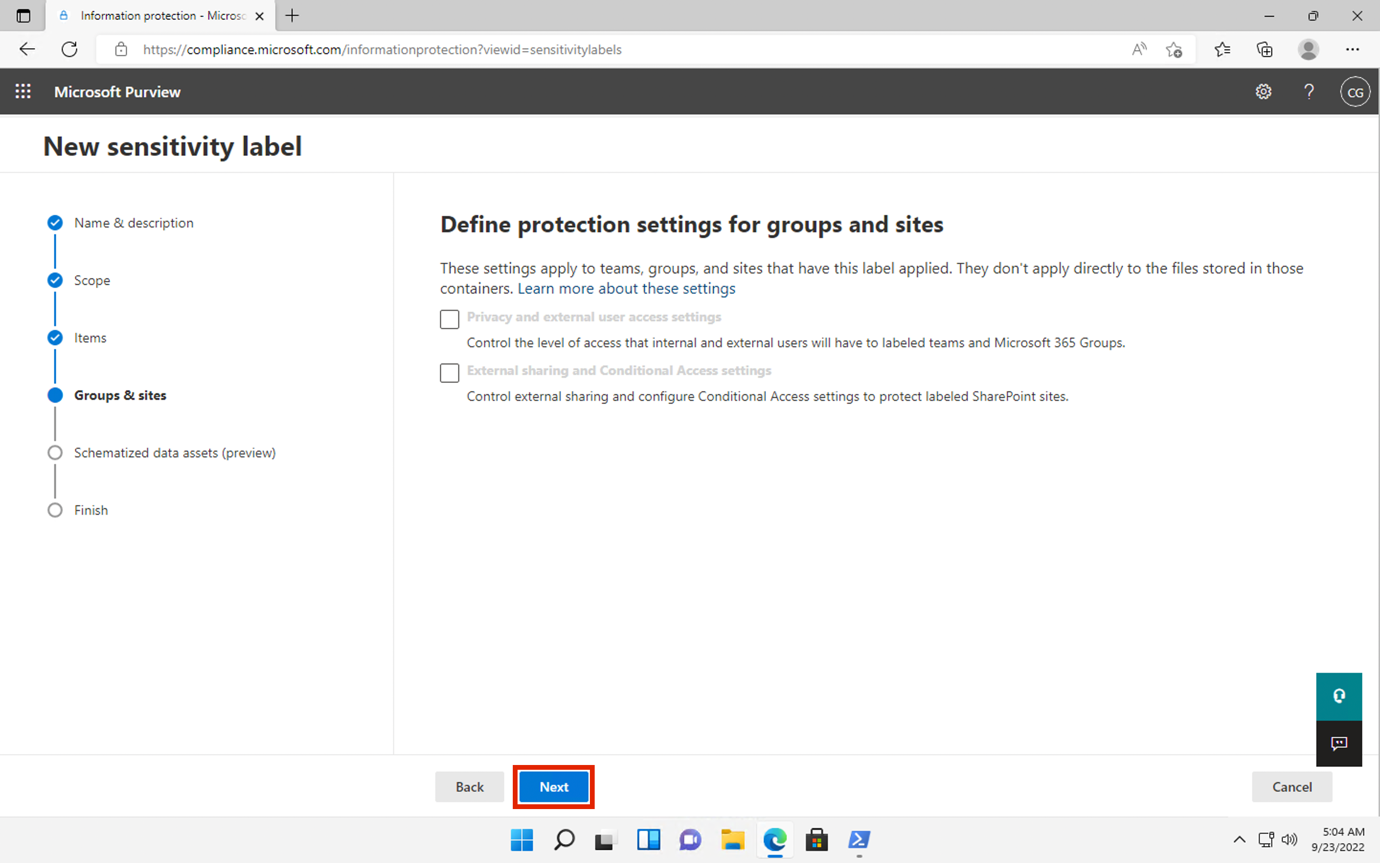 Information protection - Microsc
https://compliance.microsoft.com/informationprotection?viewid=sensitivitylabels
Microsoft Purview
CG
New sensitivity label
Name & description
Scope
Items
Groups & sites
Schematized data assets (preview)
Finish
Define protection settings for groups and sites
These settings apply to teams, groups, and sites that have this label applied. They don't apply directly to the files stored in those
containers. Learn more about these settings
Privacy and external user access settings
Control the level of access that internal and external users will have to labeled teams and Microsoft 365 Groups.
External sharing and Conditional Access settings
Control external sharing and configure Conditional Access settings to protect labeled SharePoint sites.
Back
Next
Cancel
5:04 AM
9/23/2022